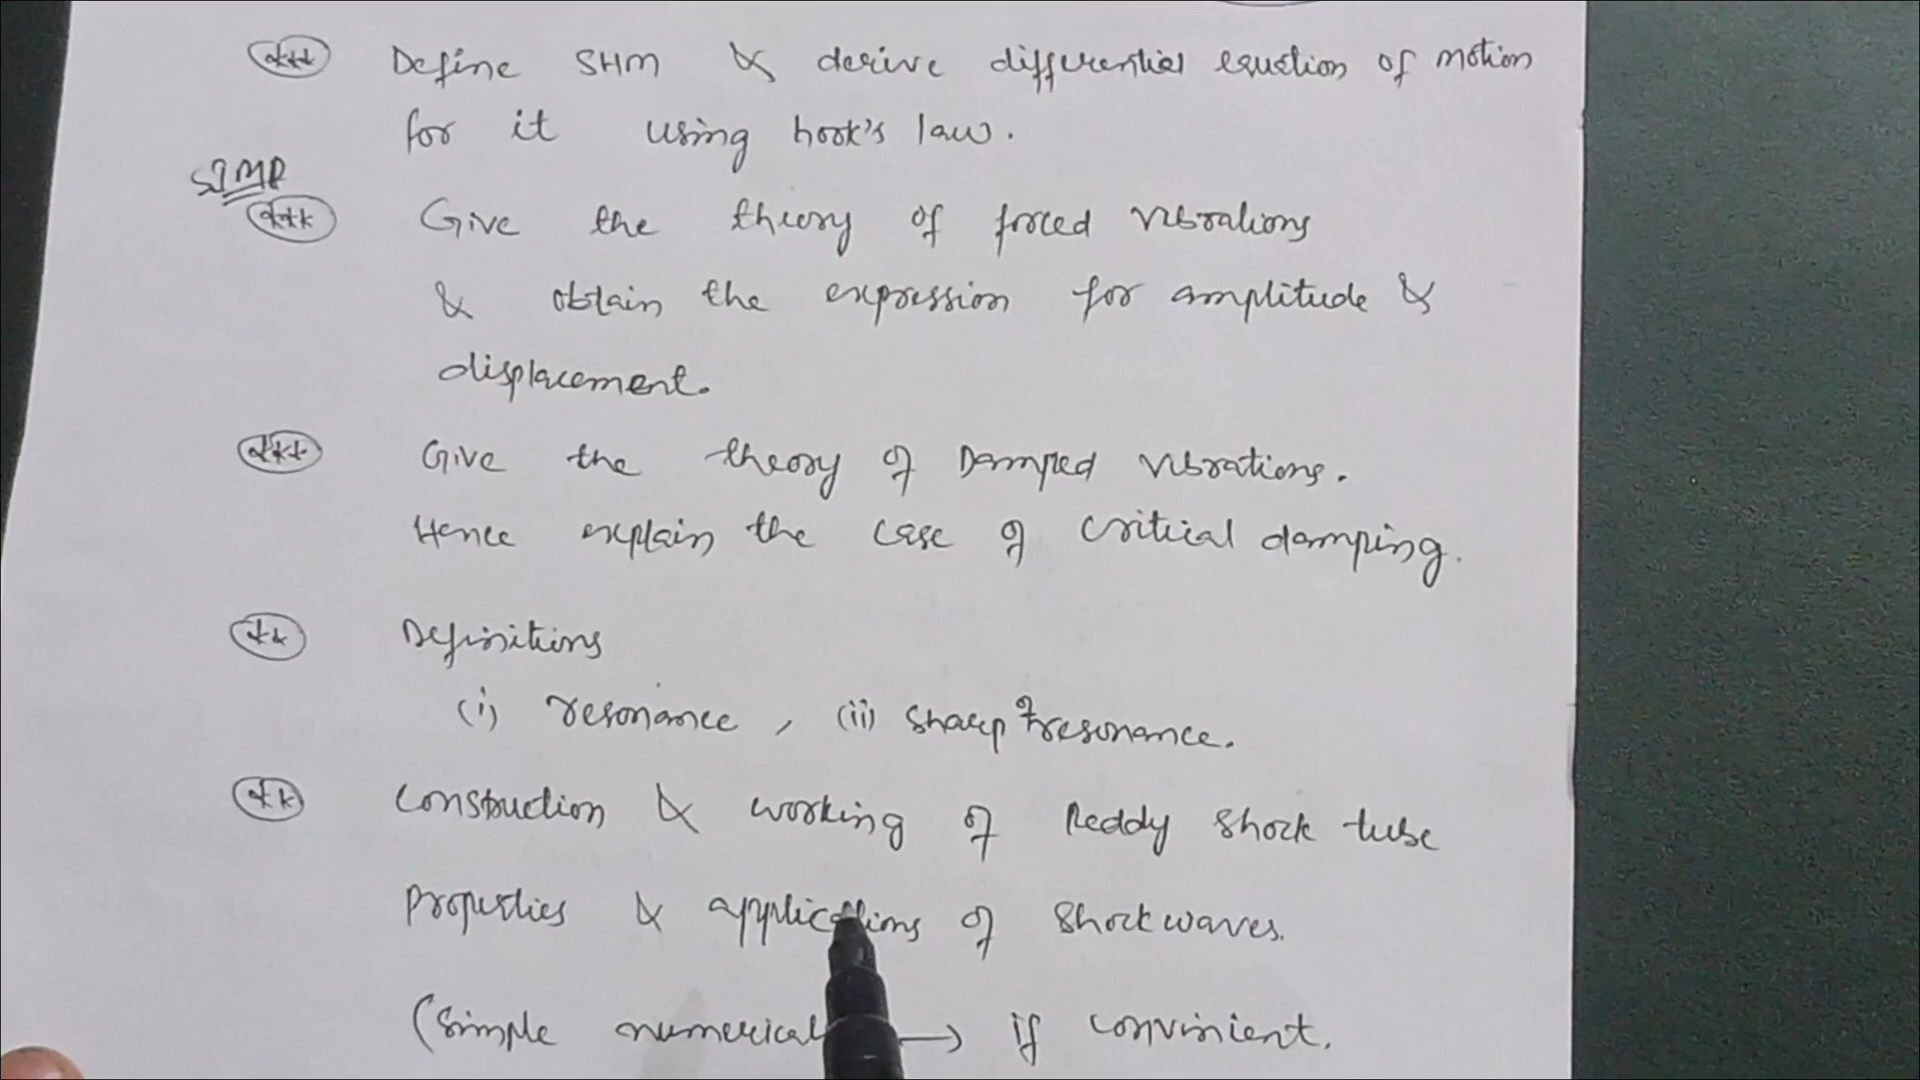 *** Define SHM & derive differential equation of motion
for it using hook's law.
SIMP
*** Give the theory of forced vibrations
& obtain the expression for amplitude &
displacement.
*** Give the theory of Damped vibrations.
Hence explain the case of critical damping.
** Definitions
(i) resonance, (ii) sharp of resonance.
** Construction & working of Reddy shock tube
properties & applications of shock waves.
(Simple numerical → if convinient.